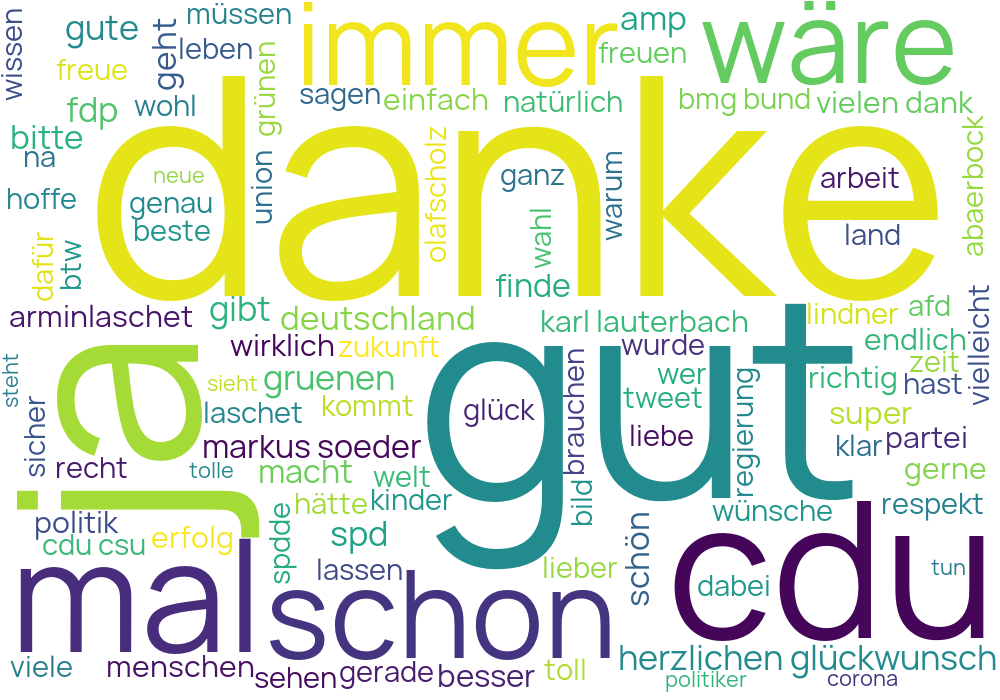 wissen
gute
geht
müssen
leben
immer
amp
freuen
wäre
freue
fdp
wohl
grünen
sagen
einfach
natürlich
bmg bund
vielen dank
bitte
na
hoffe
danke
neue
genau
beste
union
olafscholz
ganz
warum
arbeit
land
abaerbock
dafür
btw
wahl
finde
arminlaschet
gibt
deutschland
karl lauterbach
lindner
afd
endlich
vielleicht
wirklich
zukunft
wurde
zeit
steht
ja
sieht
gruenen
kommt
laschet
gut
glück
brauchen
wer
tweet
liebe
regierung
richtig
hast
super
klar
partei
sicher
recht
markus soeder
tolle
macht
welt
gerne
hätte
kinder
bild
wünsche
respekt
politik
cdu csu
erfolg
spdde
spd
schön
mal
schon
lassen
lieber
cdu
dabei
tun
viele
menschen
sehen
gerade
besser
toll
herzlichen glückwunsch
politiker
corona